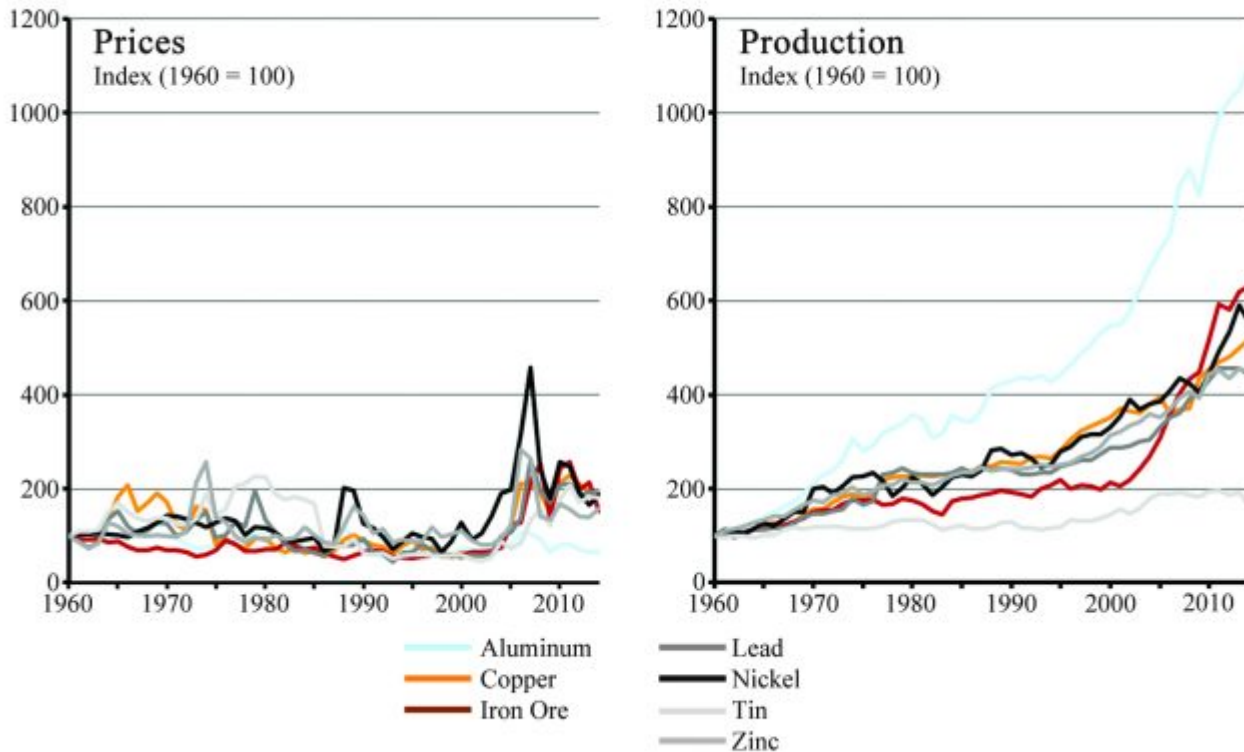 Prices
Index (1960 = 100)
1200
1000
800
600
400
200
0
1960 1970 1980 1990 2000 2010
Production
Index (1960 = 100)
1200
1000
800
600
400
200
0
1960 1970 1980 1990 2000 2010
Aluminum
Copper
Iron Ore
Lead
Nickel
Tin
Zinc